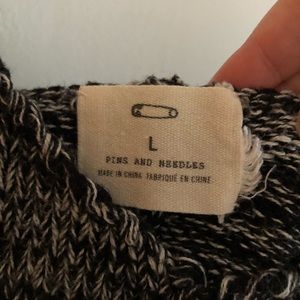 L
PINS AND NEEDLES
MADE IN CHINA FABRIQUÉ EN CHINE